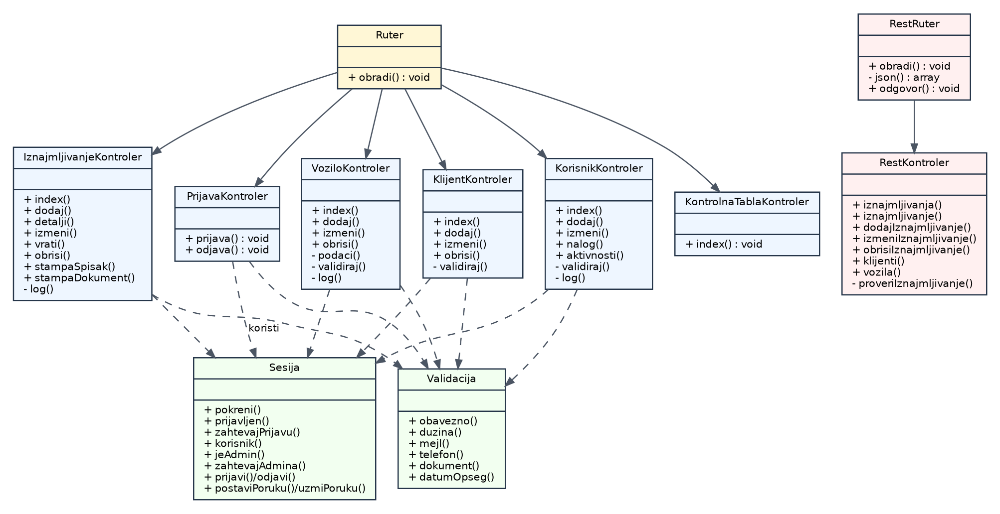 Ruter
+ obradi() : void
RestRuter
+ obradi() : void
- json() : array
+ odgovor() : void
IznajmljivanjeKontroler
+ index()
+ dodaj()
+ detalji()
+ izmeni()
+ vrati()
+ obrisi()
+ stampaSpisak()
+ stampaDokument()
- log()
PrijavaKontroler
+ prijava() : void
+ odjava() : void
VoziloKontroler
+ index()
+ dodaj()
+ izmeni()
+ obrisi()
- podaci()
- validiraj()
- log()
KlijentKontroler
+ index()
+ dodaj()
+ izmeni()
+ obrisi()
- validiraj()
KorisnikKontroler
+ index()
+ dodaj()
+ izmeni()
+ nalog()
+ aktivnosti()
- validiraj()
- log()
KontrolnaTablaKontroler
+ index() : void
RestKontroler
+ iznajmljivanja()
+ iznajmljivanje()
+ dodajIznajmljivanje()
+ izmeniIznajmljivanje()
+ obrisiIznajmljivanje()
+ klijenti()
+ vozila()
- proveriIznajmljivanje()
koristi
Sesija
+ pokreni()
+ prijavljen()
+ zahtevajPrijavu()
+ korisnik()
+ jeAdmin()
+ zahtevajAdmina()
+ prijavi()/odjavi()
+ postaviPoruku()/uzmiPoruku()
Validacija
+ obavezno()
+ duzina()
+ mejl()
+ telefon()
+ dokument()
+ datumOpseg()